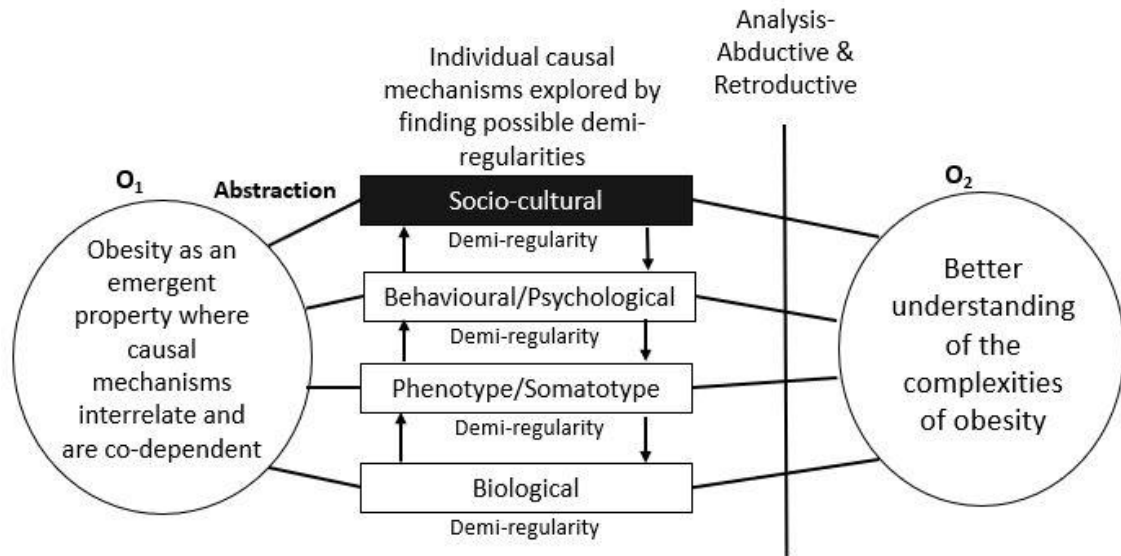 Analysis-
Abductive &
Retroductive
Individual causal
mechanisms explored by
finding possible demi-
regularities
O₁
Abstraction
O₂
Obesity as an
emergent
property where
causal
mechanisms
interrelate and
are co-dependent
Socio-cultural
Demi-regularity
Behavioural/Psychological
Demi-regularity
Phenotype/Somatotype
Demi-regularity
Biological
Demi-regularity
Better
understanding
of the
complexities
of obesity